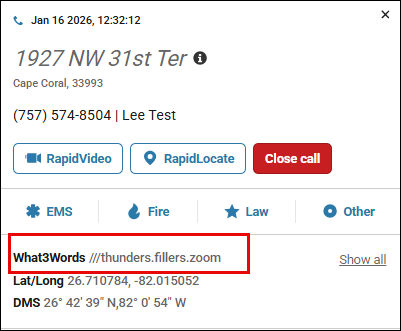 Jan 16 2026, 12:32:12
1927 NW 31st Ter
Cape Coral, 33993
(757) 574-8504 | Lee Test
RapidVideo RapidLocate Close call
EMS Fire Law Other
What3Words ///thunders.fillers.zoom Show all
Lat/Long 26.710784, -82.015052
DMS 26° 42' 39" N,82° 0' 54" W